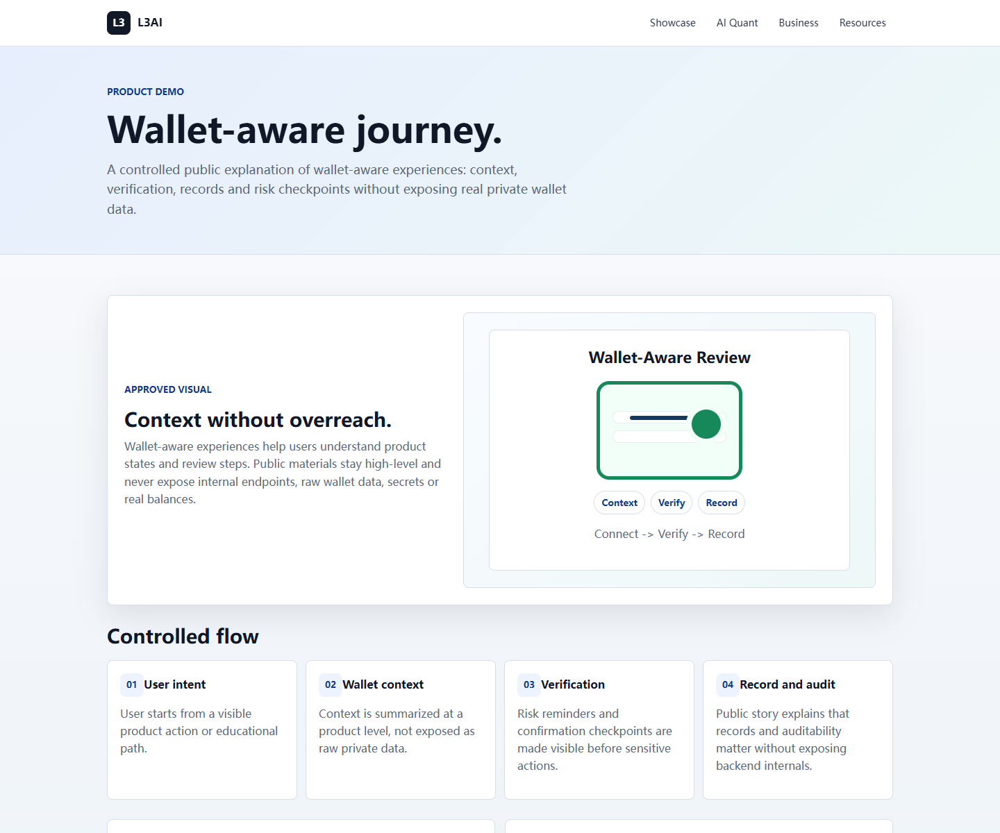 L3 L3AI
Showcase AI Quant Business Resources
PRODUCT DEMO
Wallet-aware journey.
A controlled public explanation of wallet-aware experiences: context,
verification, records and risk checkpoints without exposing real private wallet
data.
APPROVED VISUAL
Context without overreach.
Wallet-aware experiences help users understand product
states and review steps. Public materials stay high-level and
never expose internal endpoints, raw wallet data, secrets or
real balances.
Wallet-Aware Review
Context Verify Record
Connect -> Verify -> Record
Controlled flow
01 User intent
User starts from a visible
product action or educational
path.
02 Wallet context
Context is summarized at a
product level, not exposed as
raw private data.
03 Verification
Risk reminders and
confirmation checkpoints are
made visible before sensitive
actions.
04 Record and audit
Public story explains that
records and auditability
matter without exposing
backend internals.